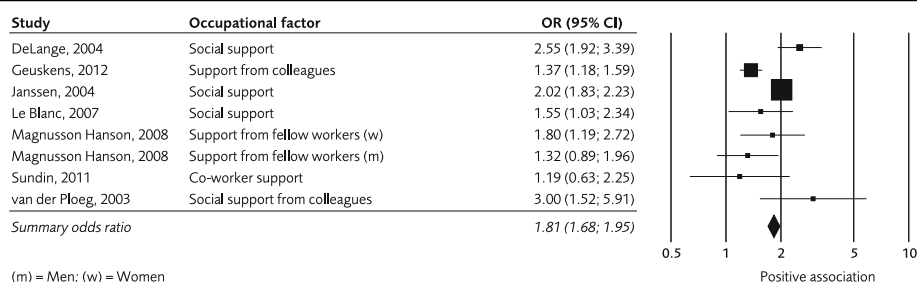 Study Occupational factor OR (95% CI)
DeLange, 2004 Social support 2.55 (1.92; 3.39)
Geuskens, 2012 Support from colleagues 1.37 (1.18; 1.59)
Janssen, 2004 Social support 2.02 (1.83; 2.23)
Le Blanc, 2007 Social support 1.55 (1.03; 2.34)
Magnusson Hanson, 2008 Support from fellow workers (w) 1.80 (1.19; 2.72)
Magnusson Hanson, 2008 Support from fellow workers (m) 1.32 (0.89; 1.96)
Sundin, 2011 Co-worker support 1.19 (0.63; 2.25)
van der Ploeg, 2003 Social support from colleagues 3.00 (1.52; 5.91)
Summary odds ratio 1.81 (1.68; 1.95)
0.5 1 2 5 10
(m) = Men; (w) = Women Positive association